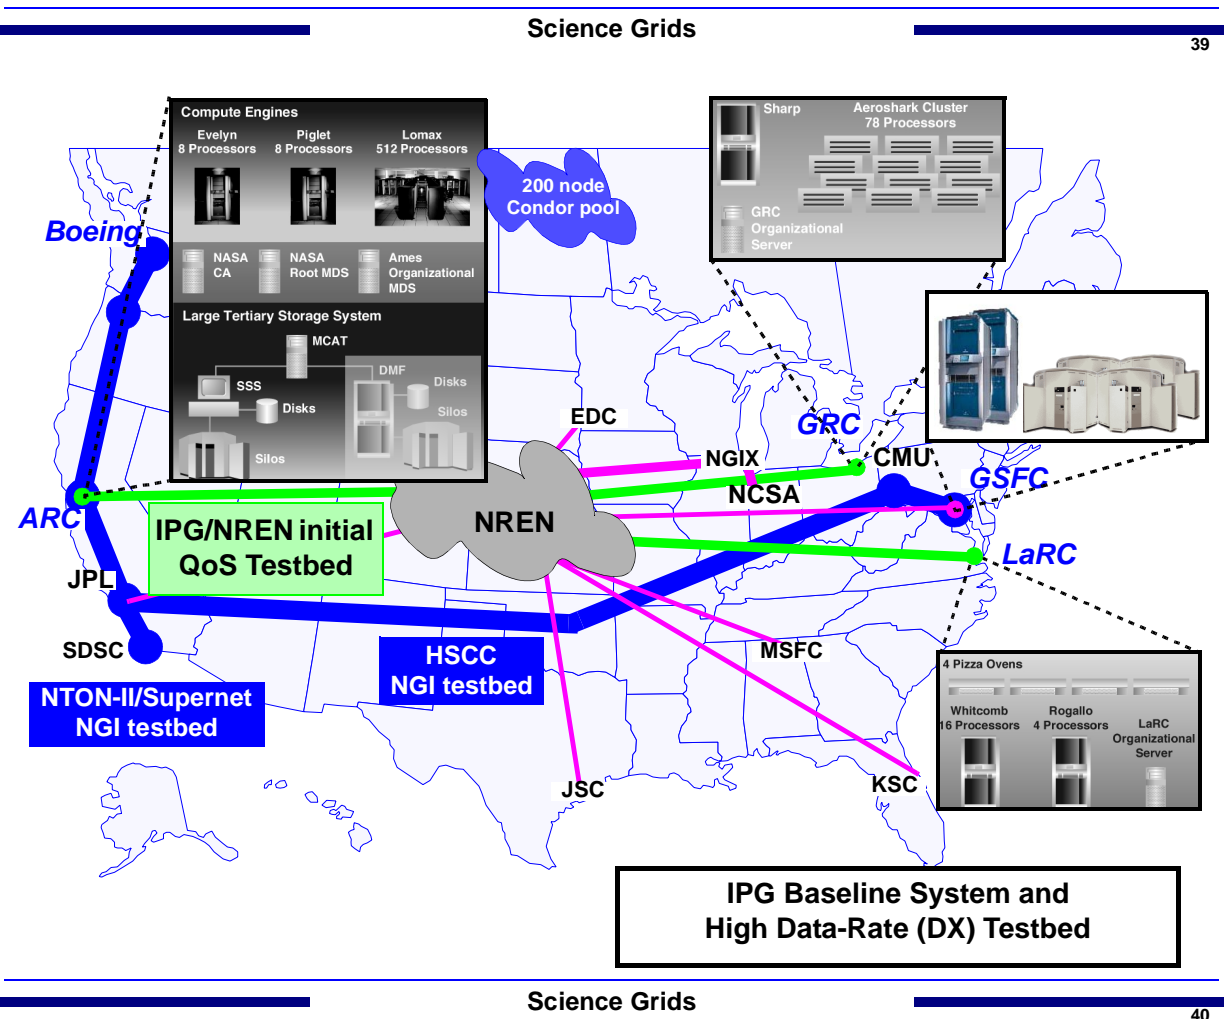 Science Grids
39
Compute Engines
Evelyn
8 Processors
Piglet
8 Processors
Lomax
512 Processors
NASA
CA
NASA
Root MDS
Ames
Organizational
MDS
Large Tertiary Storage System
MCAT
SSS
Disks
Silos
DMF
Disks
Silos
200 node
Condor pool
Sharp
Aeroshark Cluster
78 Processors
GRC
Organizational
Server
Boeing
EDC
GRC
NGIX
CMU
NCSA
GSFC
ARC
NREN
IPG/NREN initial
QoS Testbed
LaRC
JPL
SDSC
HSCC
NGI testbed
MSFC
NTON-II/Supernet
NGI testbed
4 Pizza Ovens
Whitcomb
16 Processors
Rogallo
4 Processors
LaRC
Organizational
Server
JSC
KSC
IPG Baseline System and
High Data-Rate (DX) Testbed
Science Grids
40